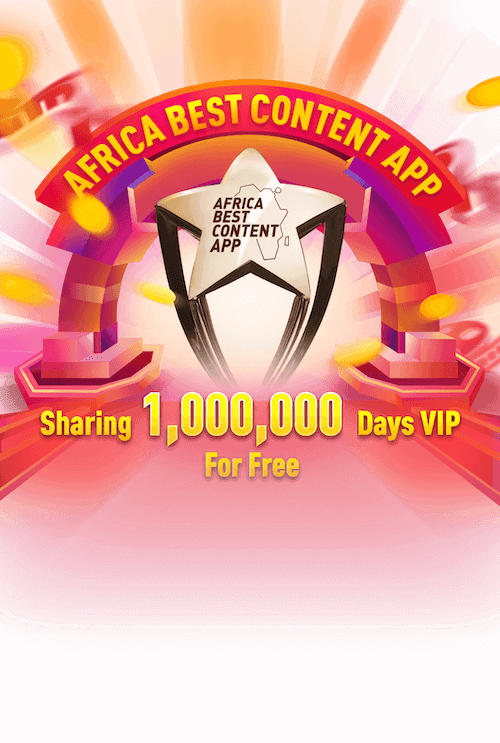 AFRICA BEST CONTENT APP
AFRICA
BEST
CONTENT
APP
Sharing 1,000,000 Days VIP
For Free